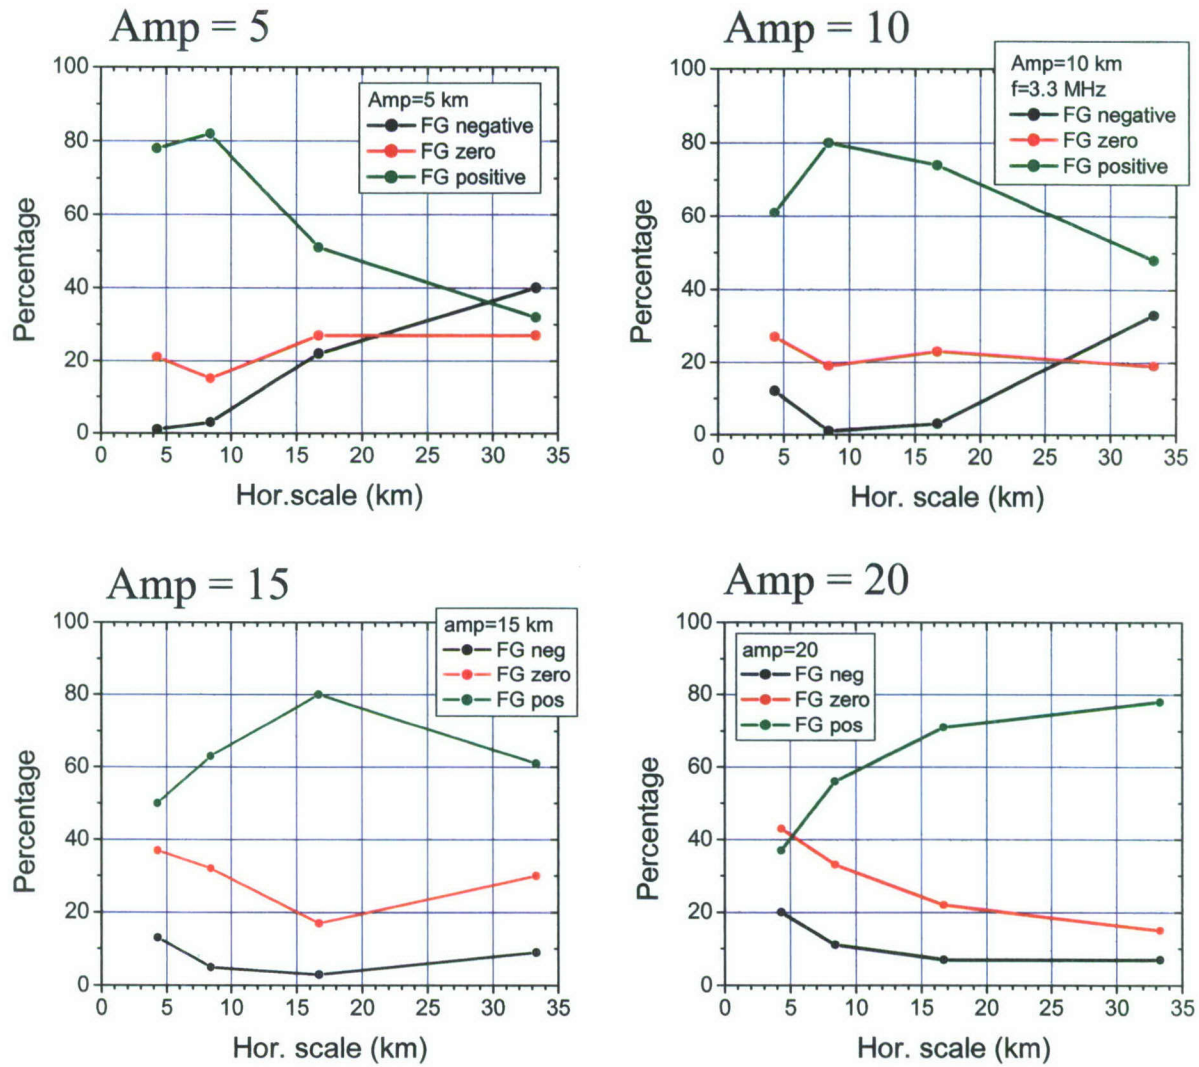 Amp = 5
100
80
60
40
20
0
Percentage
Amp=5 km
FG negative
FG zero
FG positive
0 5 10 15 20 25 30 35
Hor.scale (km)
Amp = 10
100
80
60
40
20
0
Percentage
Amp=10 km
f=3.3 MHz
FG negative
FG zero
FG positive
0 5 10 15 20 25 30 35
Hor. scale (km)
Amp = 15
100
80
60
40
20
0
Percentage
amp=15 km
FG neg
FG zero
FG pos
0 5 10 15 20 25 30 35
Hor. scale (km)
Amp = 20
100
80
60
40
20
0
Percentage
amp=20
FG neg
FG zero
FG pos
0 5 10 15 20 25 30 35
Hor. scale (km)